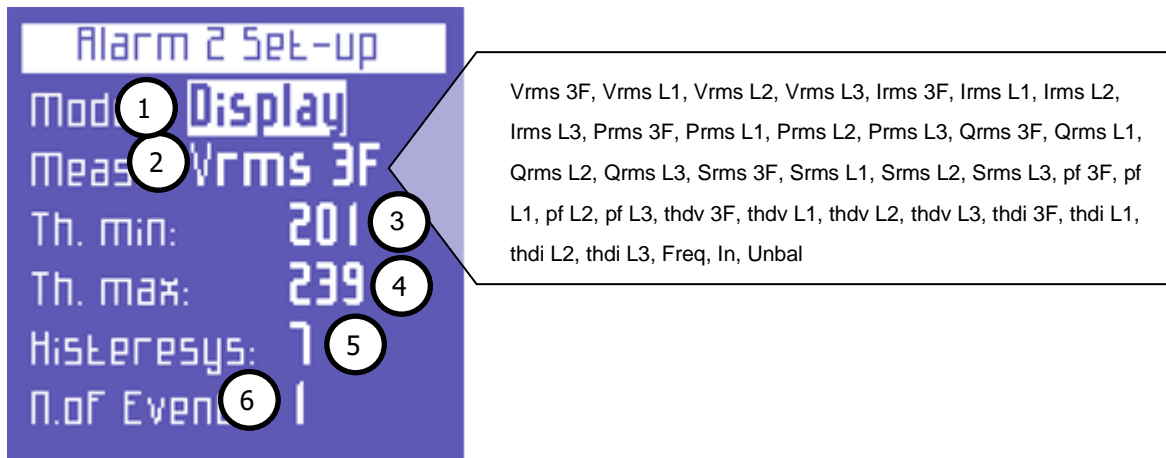 Alarm 2 Set-up
Mod 1 Display
Meas 2 Vrms 3F
Th. min: 201 3
Th. max: 239 4
Histeresys: 7 5
N.of Even 6 1
Vrms 3F, Vrms L1, Vrms L2, Vrms L3, Irms 3F, Irms L1, Irms L2,
Irms L3, Prms 3F, Prms L1, Prms L2, Prms L3, Qrms 3F, Qrms L1,
Qrms L2, Qrms L3, Srms 3F, Srms L1, Srms L2, Srms L3, pf 3F, pf
L1, pf L2, pf L3, thdv 3F, thdv L1, thdv L2, thdv L3, thdi 3F, thdi L1,
thdi L2, thdi L3, Freq, In, Unbal